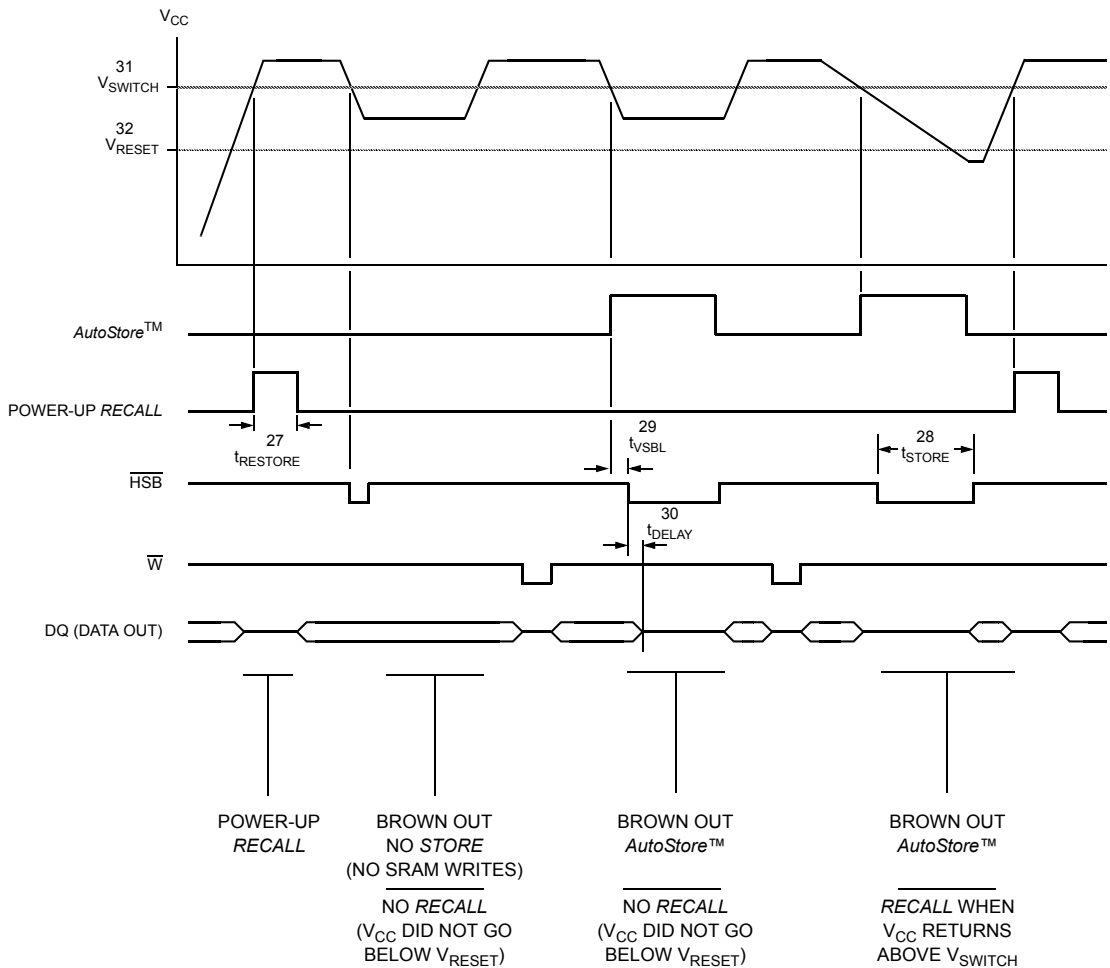 VCC
31
VSWITCH
32
VRESET
AutoStore™
POWER-UP RECALL
27
tRESTORE
29
tVSBL
28
tSTORE
HSB
30
tDELAY
W
DQ (DATA OUT)
POWER-UP
RECALL
BROWN OUT
NO STORE
(NO SRAM WRITES)
NO RECALL
(VCC DID NOT GO
BELOW VRESET)
BROWN OUT
AutoStore™
NO RECALL
(VCC DID NOT GO
BELOW VRESET)
BROWN OUT
AutoStore™
RECALL WHEN
VCC RETURNS
ABOVE VSWITCH